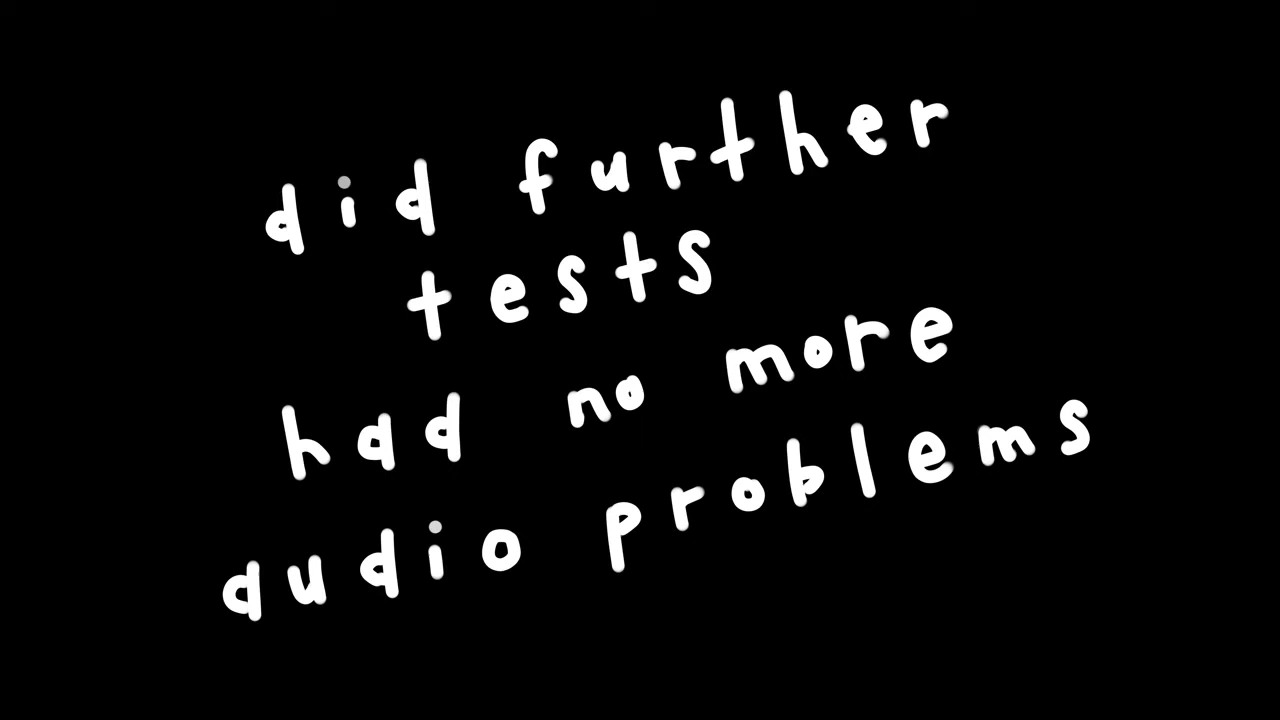 did further
tests
had no more
audio problems